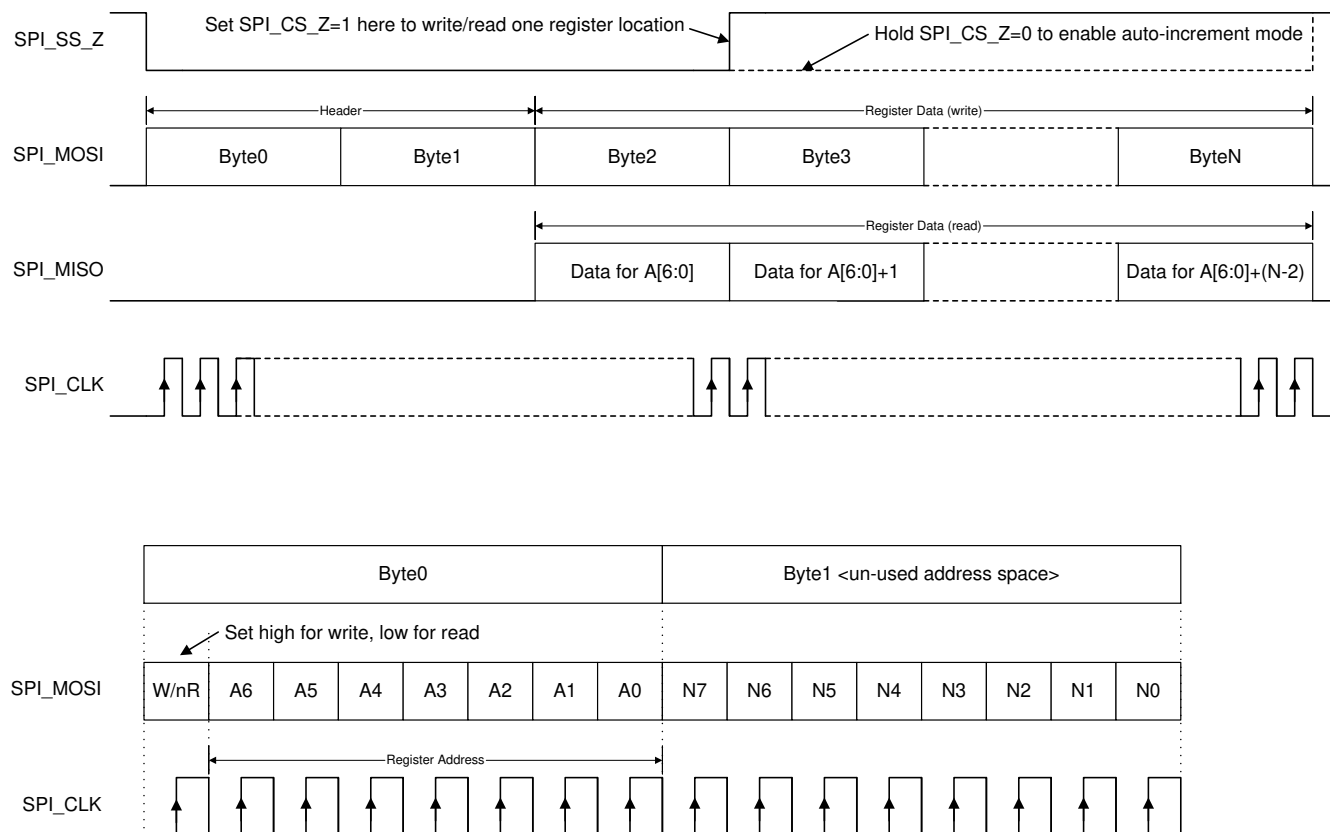 Set SPI_CS_Z=1 here to write/read one register location
Hold SPI_CS_Z=0 to enable auto-increment mode
SPI_SS_Z
Header
Register Data (write)
SPI_MOSI
Byte0
Byte1
Byte2
Byte3
ByteN
Register Data (read)
SPI_MISO
Data for A[6:0]
Data for A[6:0]+1
Data for A[6:0]+(N-2)
SPI_CLK
Byte0
Byte1 <un-used address space>
Set high for write, low for read
SPI_MOSI
W/nR
A6
A5
A4
A3
A2
A1
A0
N7
N6
N5
N4
N3
N2
N1
N0
Register Address
SPI_CLK